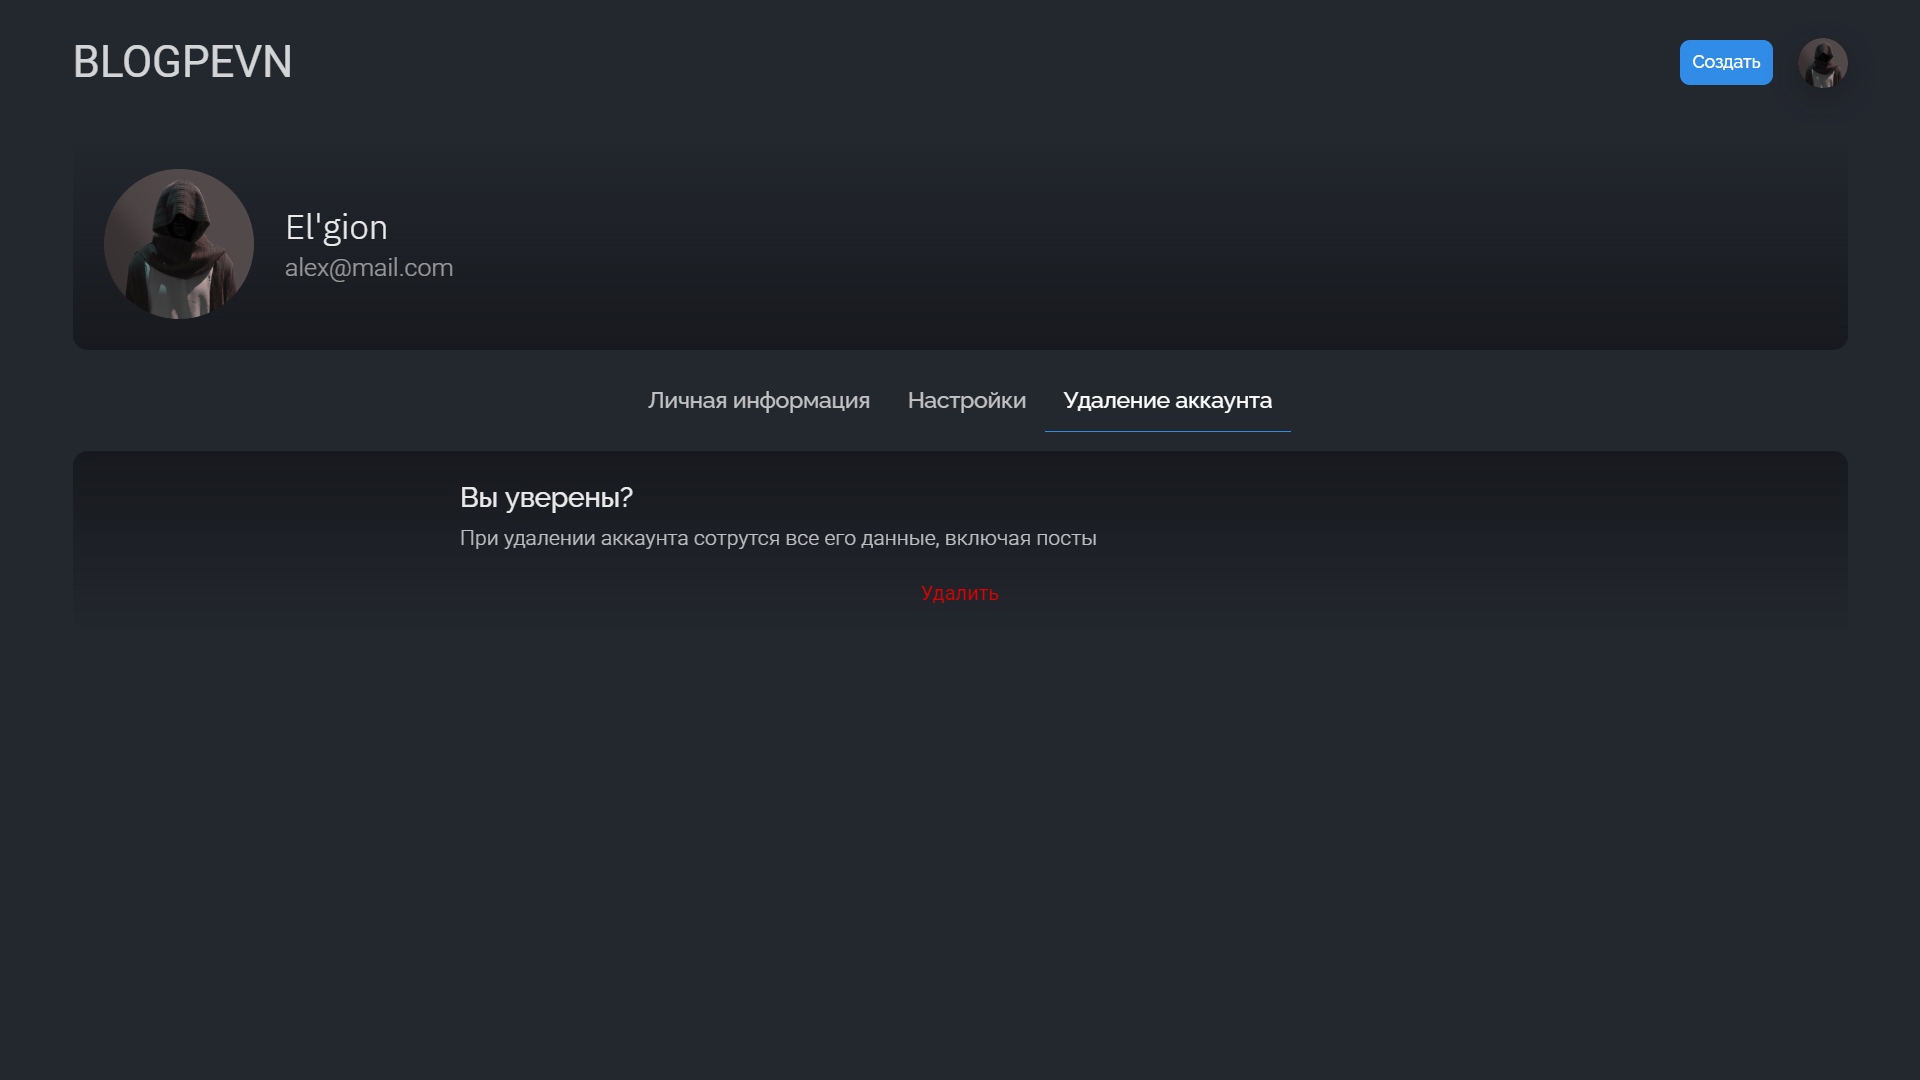 BLOGPEVN
Создать
El'gion
alex@mail.com
Личная информация Настройки Удаление аккаунта
Вы уверены?
При удалении аккаунта сотрутся все его данные, включая посты
Удалить